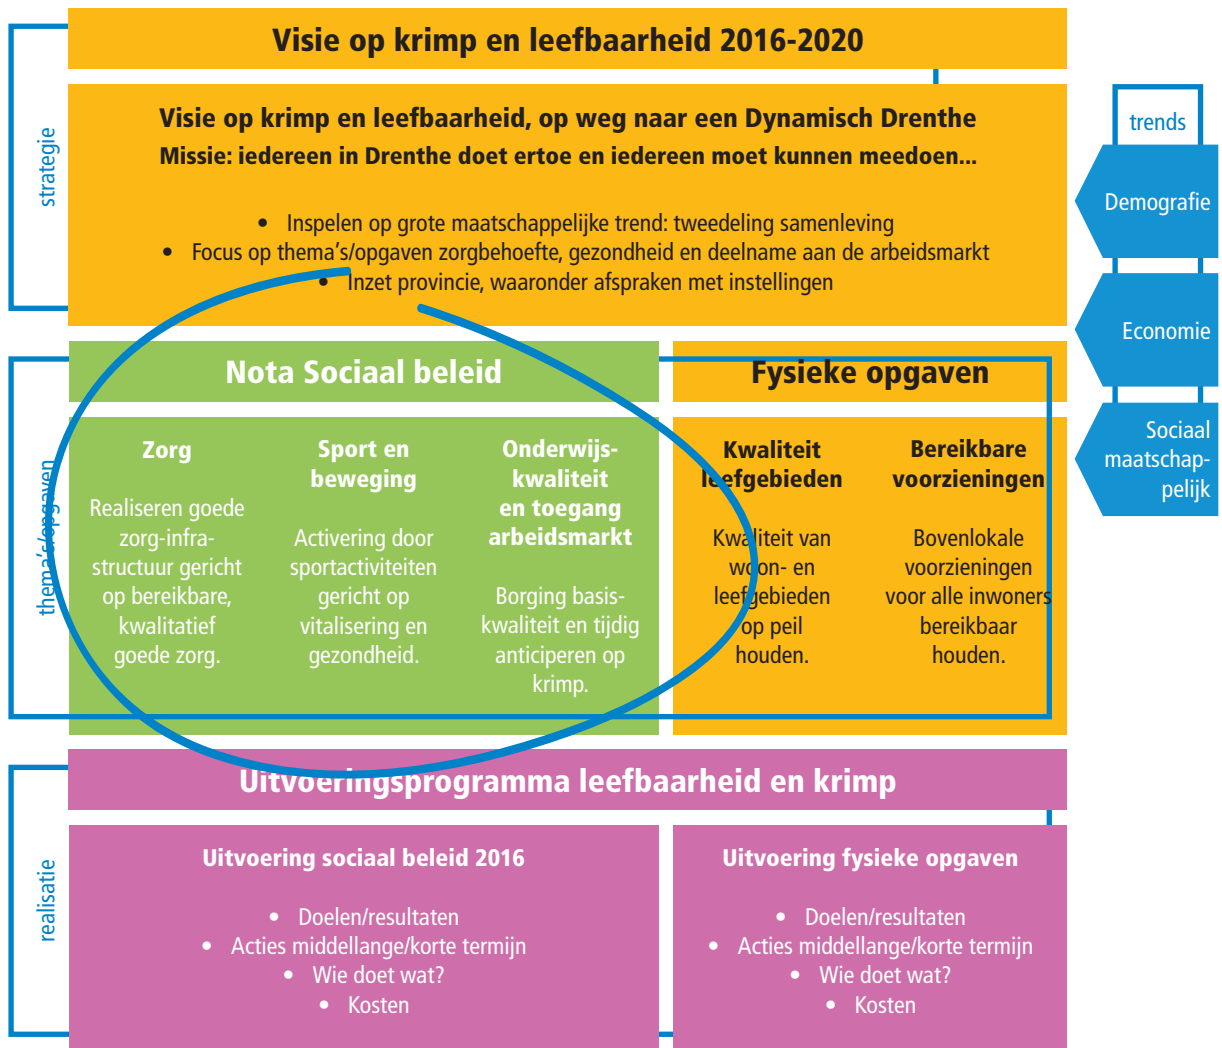 Visie op krimp en leefbaarheid 2016-2020
strategie
Visie op krimp en leefbaarheid, op weg naar een Dynamisch Drenthe
Missie: iedereen in Drenthe doet ertoe en iedereen moet kunnen meedoen...
• Inspelen op grote maatschappelijke trend: tweedeling samenleving
• Focus op thema's/opgaven zorgbehoefte, gezondheid en deelname aan de arbeidsmarkt
• Inzet provincie, waaronder afspraken met instellingen
trends
Demografie
Economie
Sociaal
maatschap-
pelijk
thema's/opgaven
Nota Sociaal beleid
Zorg
Realiseren goede
zorg-infra-
structuur gericht
op bereikbare,
kwalitatief
goede zorg.
Sport en
beweging
Activering door
sportactiviteiten
gericht op
vitalisering en
gezondheid.
Onderwijs-
kwaliteit
en toegang
arbeidsmarkt
Borging basis-
kwaliteit en tijdig
anticiperen op
krimp.
Fysieke opgaven
Kwaliteit
leefgebieden
Kwaliteit van
woon- en
leefgebieden
op peil
houden.
Bereikbare
voorzieningen
Bovenlokale
voorzieningen
voor alle inwoners
bereikbaar
houden.
realisatie
Uitvoeringsprogramma leefbaarheid en krimp
Uitvoering sociaal beleid 2016
• Doelen/resultaten
• Acties middellange/korte termijn
• Wie doet wat?
• Kosten
Uitvoering fysieke opgaven
• Doelen/resultaten
• Acties middellange/korte termijn
• Wie doet wat?
• Kosten